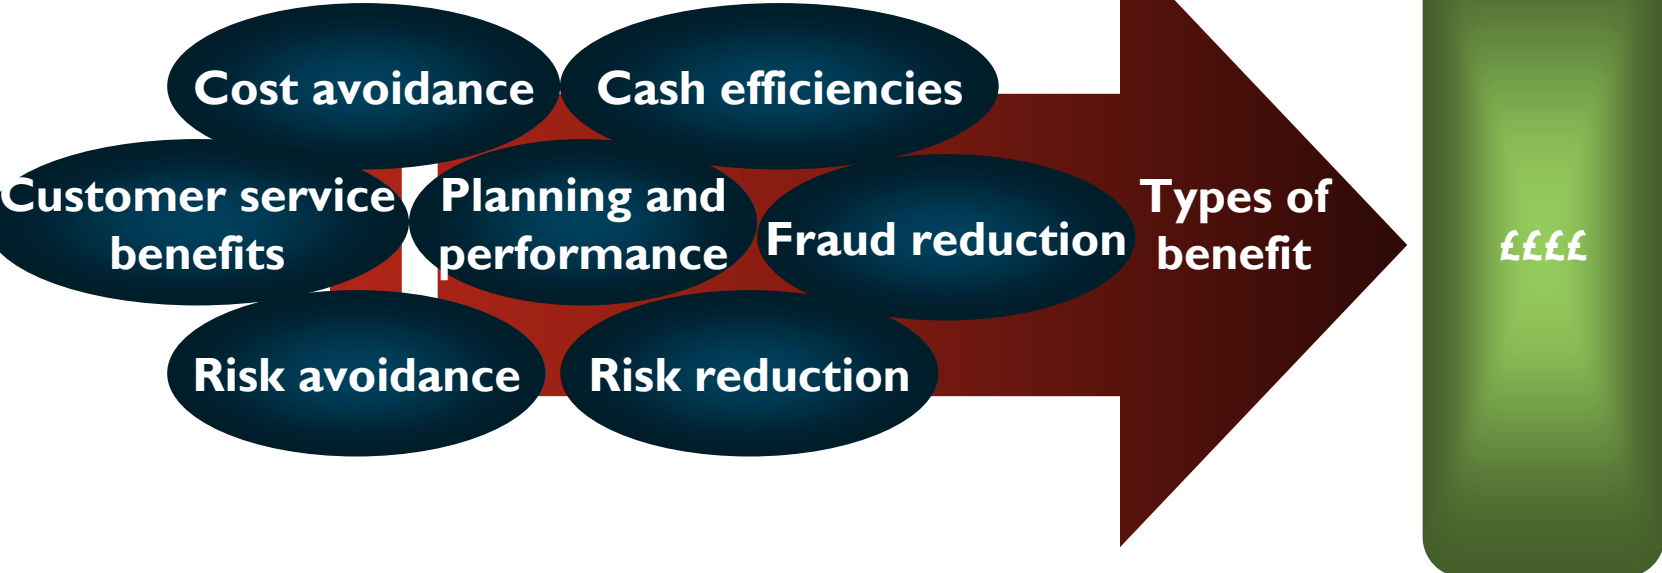 Cost avoidance
Cash efficiencies
Customer service
benefits
Planning and
performance
Fraud reduction
Types of
benefit
££££
Risk avoidance
Risk reduction